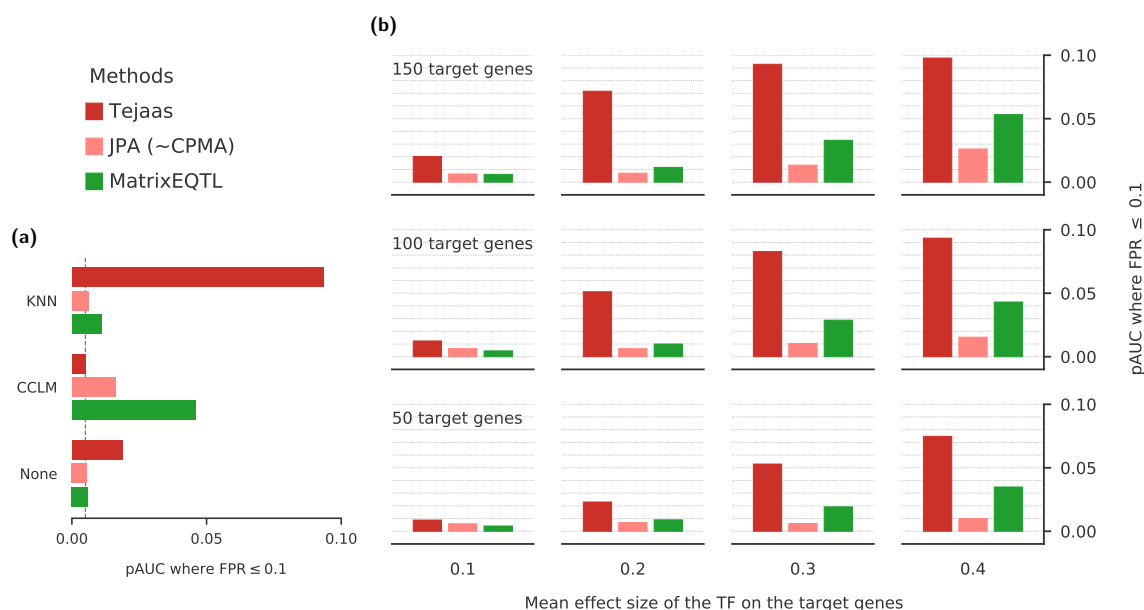 (b)
Methods
Tejaas
JPA (~CPMA)
MatrixEQTL
(a)
KNN
CCLM
None
0.00 0.05 0.10
pAUC where FPR ≤ 0.1
150 target genes
0.10
0.05
0.00
100 target genes
0.10
0.05
0.00
50 target genes
0.10
0.05
0.00
pAUC where FPR ≤ 0.1
0.1 0.2 0.3 0.4
Mean effect size of the TF on the target genes